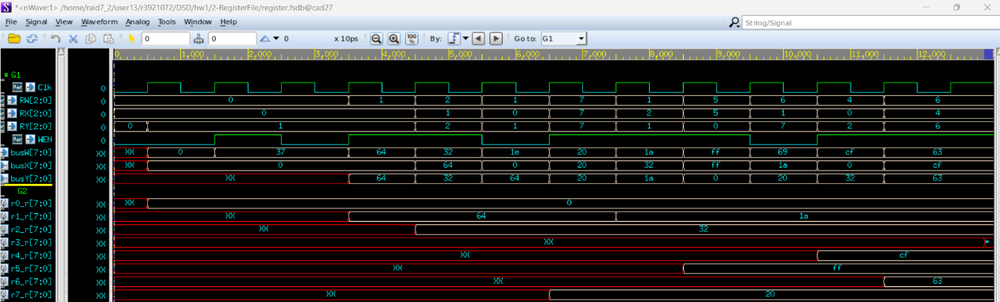 *<nWave:1> /home/raid7_2/user13/r3921072/DSD/hw1/2-RegisterFile/register.fsdb@cad27
File Signal View Waveform Analog Tools Window Help
String/Signal
0 0 0 x 10ps 100 % By: Go to: G1
0 1,000 2,000 3,000 4,000 5,000 6,000 7,000 8,000 9,000 10,000 11,000 12,000
G1
Clk 0
RW[2:0] 0 0 1 2 1 7 1 5 6 4 6
RX[2:0] 0 0 1 0 7 2 5 1 0 4
RY[2:0] 0 0 1 2 1 7 1 0 7 2 6
WEN 0
busW[7:0] XX XX 0 37 64 32 1e 20 1a ff 69 cf 63
busX[7:0] XX XX 0 64 0 20 32 ff 1a 0 cf
busY[7:0] XX XX 64 32 64 20 1a 0 20 32 63
G2
r0_r[7:0] XX XX 0
r1_r[7:0] XX XX 64 1a
r2_r[7:0] XX XX 32
r3_r[7:0] XX XX *
r4_r[7:0] XX XX cf
r5_r[7:0] XX XX ff
r6_r[7:0] XX XX 63
r7_r[7:0] XX XX 20